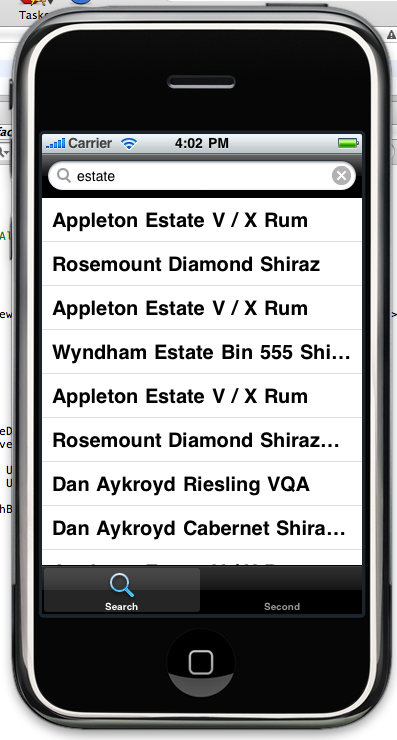 Tasks
Carrier 4:02 PM
estate
Appleton Estate V / X Rum
Rosemount Diamond Shiraz
Appleton Estate V / X Rum
Wyndham Estate Bin 555 Shi...
Appleton Estate V / X Rum
Rosemount Diamond Shiraz...
Dan Aykroyd Riesling VQA
Dan Aykroyd Cabernet Shira...
Search Second